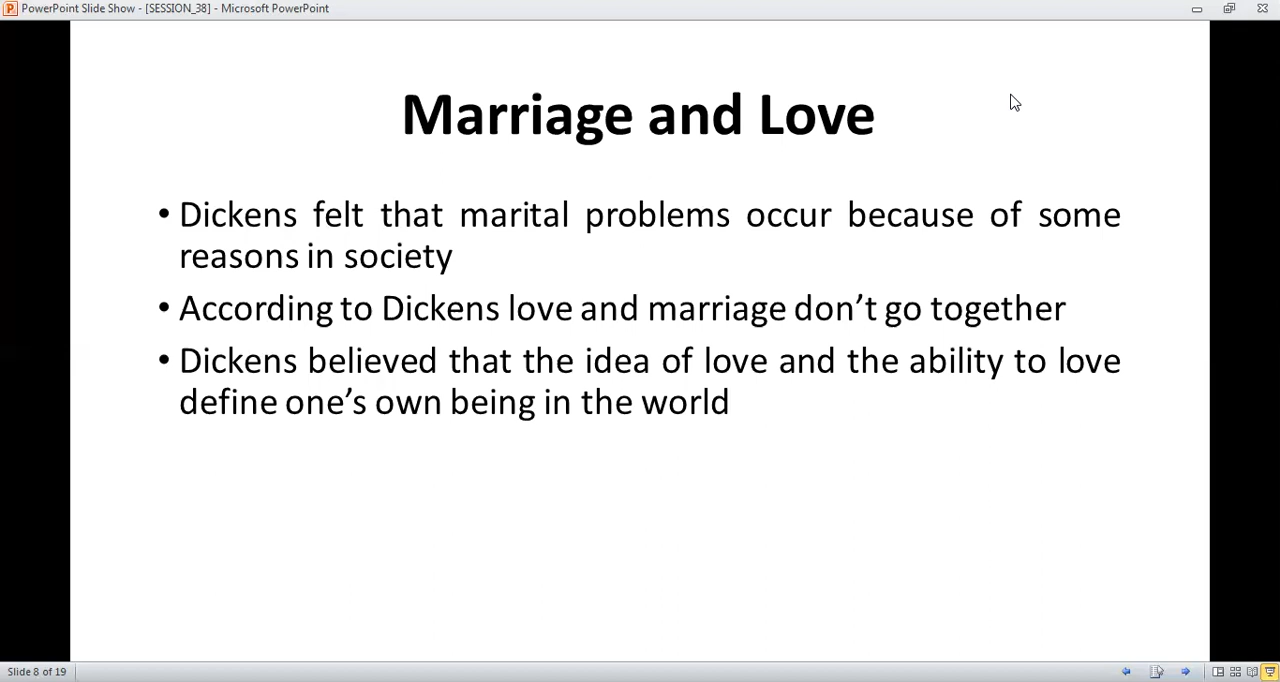 PowerPoint Slide Show - [SESSION_38] - Microsoft PowerPoint
Marriage and Love
• Dickens felt that marital problems occur because of some
reasons in society
• According to Dickens love and marriage don’t go together
• Dickens believed that the idea of love and the ability to love
define one’s own being in the world
Slide 8 of 19